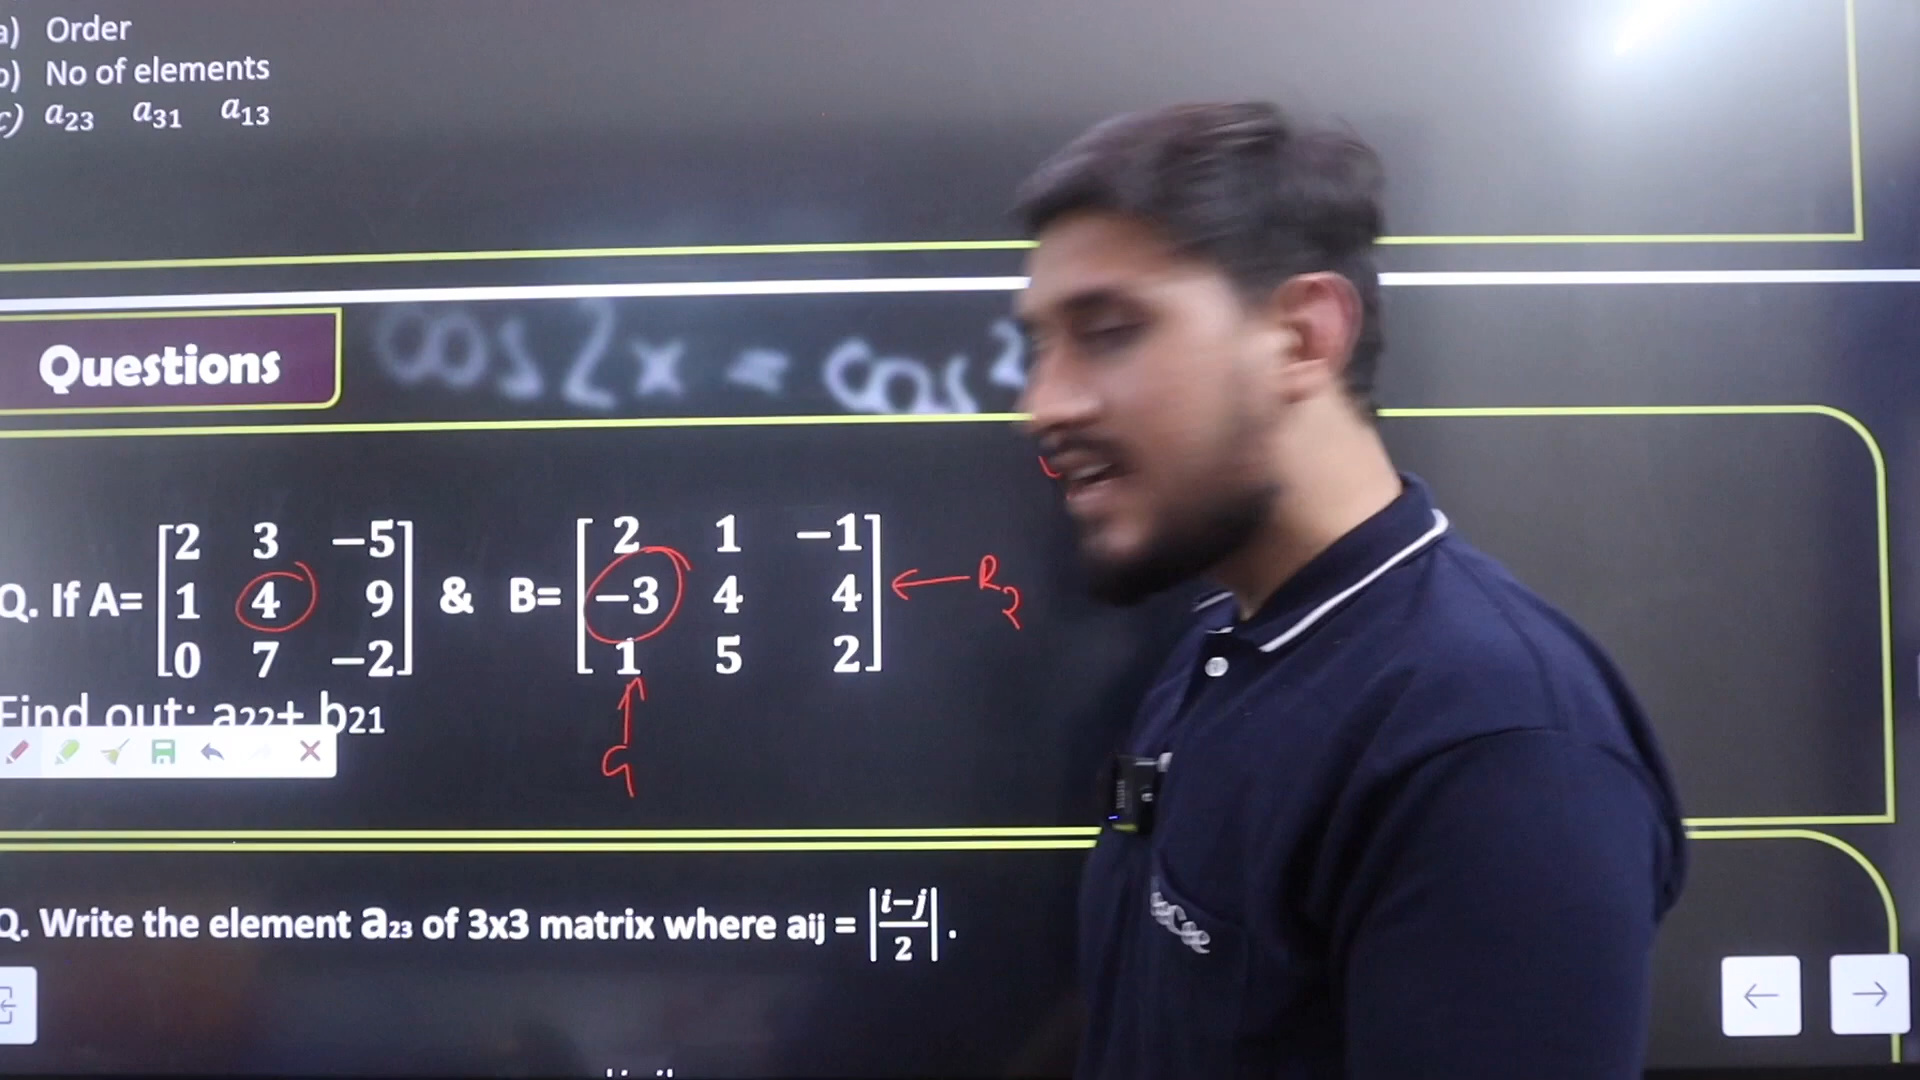 a) Order
b) No of elements
c) a23 a31 a13
Questions
cos 2x = cos 2
Q. If A= [2 3 −5] & B= [2 1 −1]
[1 4 9] [−3 4 4] ← R2
[0 7 −2] [1 5 2]
Find out: a22+ b21
C1
Q. Write the element a23 of 3x3 matrix where aij = |i−j/2| .